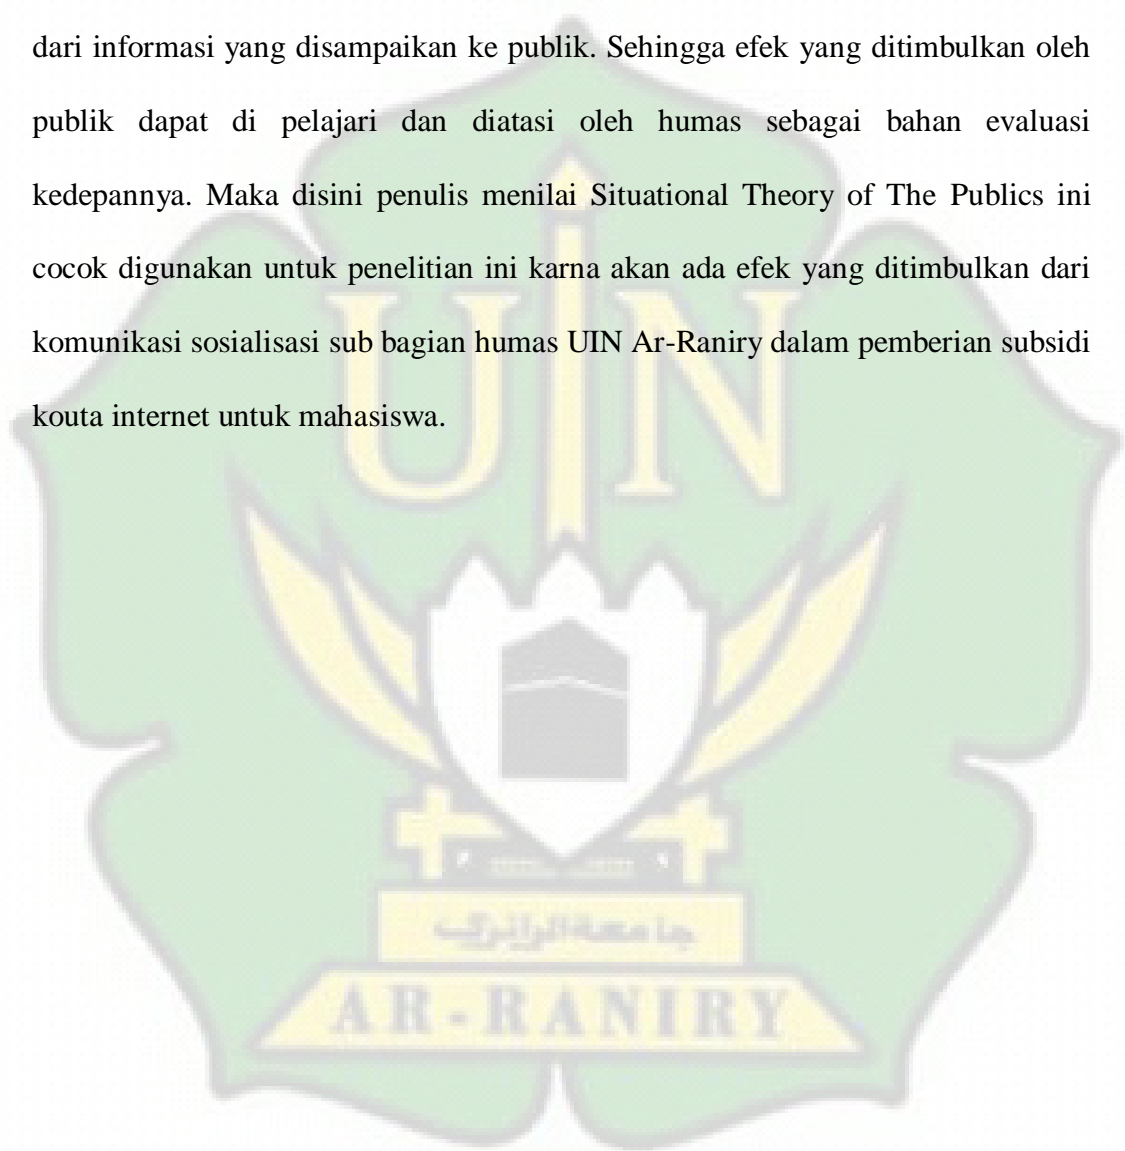 dari informasi yang disampaikan ke publik. Sehingga efek yang ditimbulkan oleh
publik dapat di pelajari dan diatasi oleh humas sebagai bahan evaluasi
kedepannya. Maka disini penulis menilai Situational Theory of The Publics ini
cocok digunakan untuk penelitian ini karna akan ada efek yang ditimbulkan dari
komunikasi sosialisasi sub bagian humas UIN Ar-Raniry dalam pemberian subsidi
kouta internet untuk mahasiswa.
UIN
جامعة الرانري
AR-RANIRY